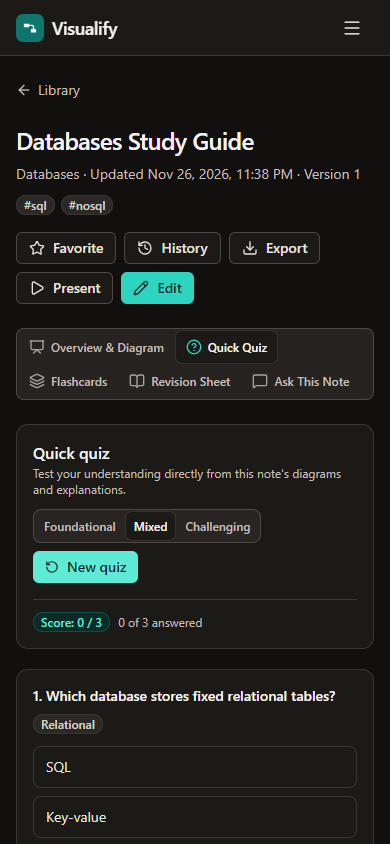 Visualify
Library
Databases Study Guide
Databases · Updated Nov 26, 2026, 11:38 PM · Version 1
#sql #nosql
Favorite History Export
Present Edit
Overview & Diagram Quick Quiz
Flashcards Revision Sheet Ask This Note
Quick quiz
Test your understanding directly from this note's diagrams
and explanations.
Foundational Mixed Challenging
New quiz
Score: 0 / 3 0 of 3 answered
1. Which database stores fixed relational tables?
Relational
SQL
Key-value